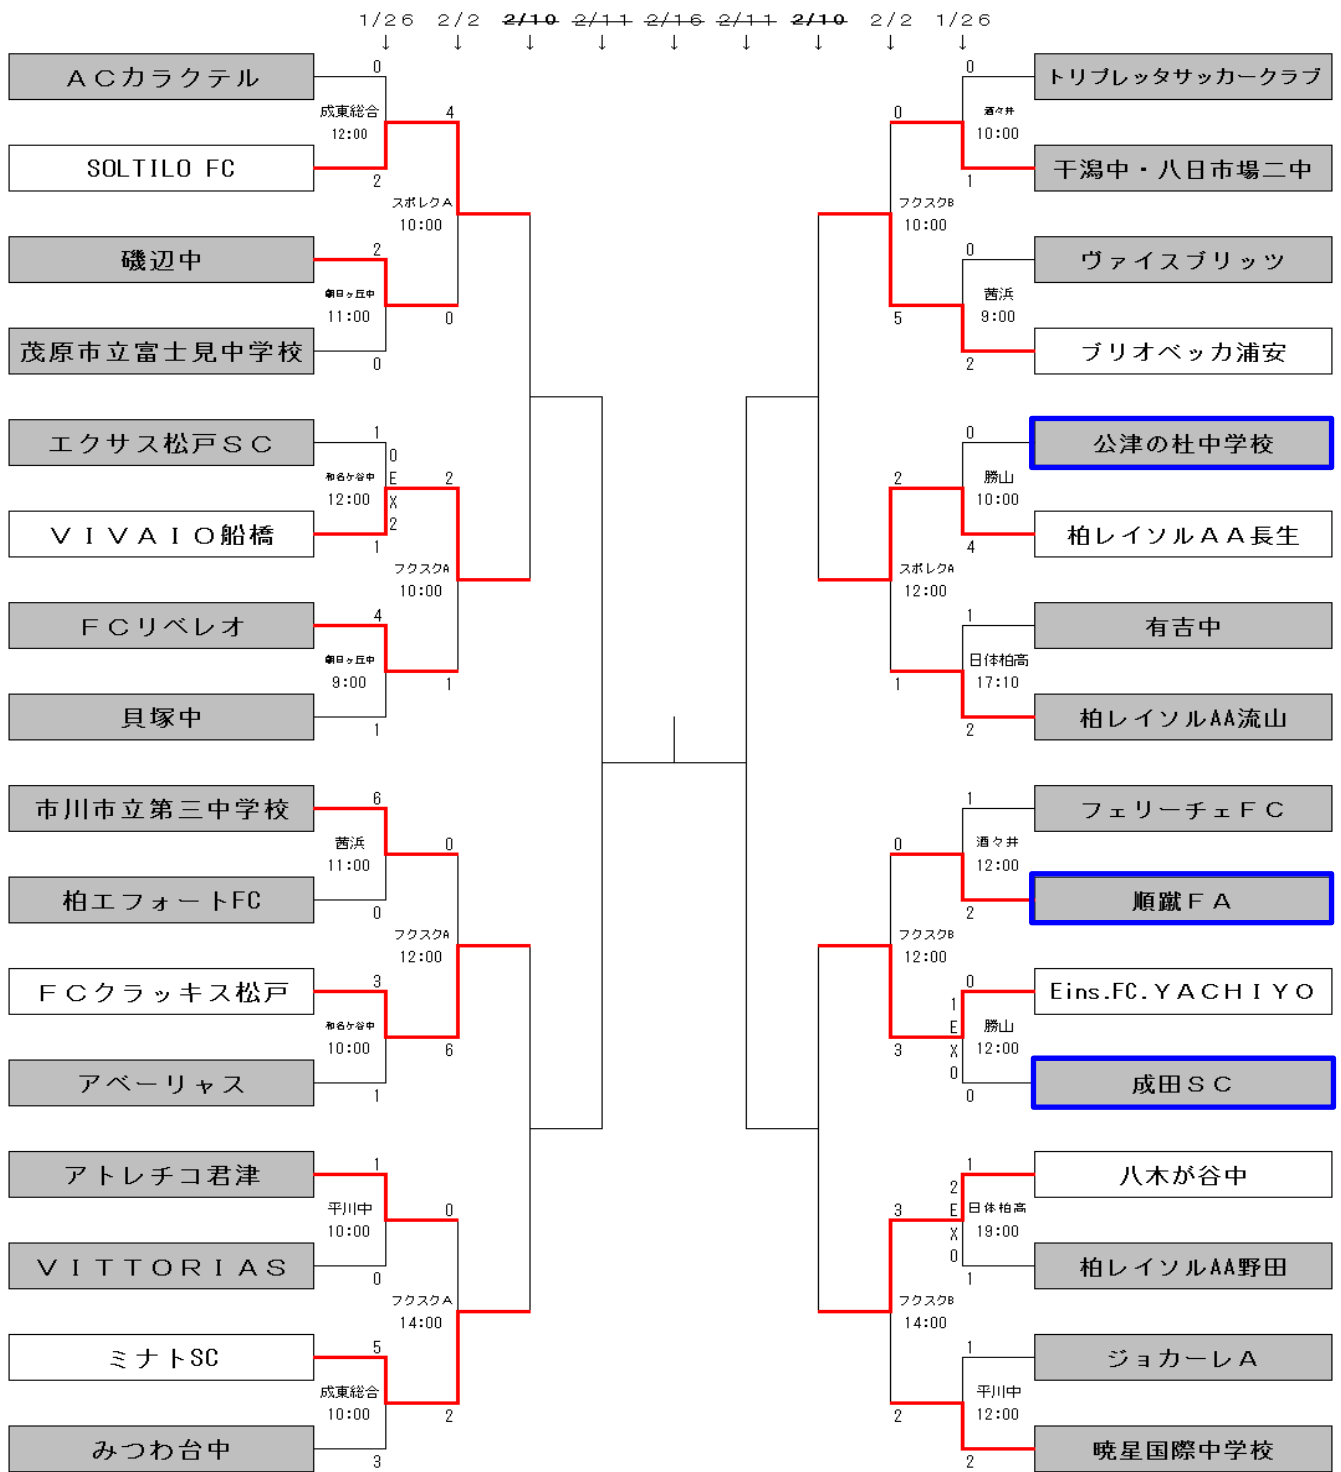 1/26 2/2 2/10 2/11 2/16 2/11 2/10 2/2 1/26
↓ ↓ ↓ ↓ ↓ ↓ ↓ ↓ ↓
ACカラクテル
0
成東総合
12:00
4
SOLTILO FC
2
スポレクA
10:00
磯辺中
2
朝日ヶ丘中
11:00
0
茂原市立富士見中学校
0
エクサス松戸SC
1
0
E
X
2
和名ケ谷中
12:00
2
VIVAIO船橋
1
フクスクA
10:00
FCリベレオ
4
朝日ヶ丘中
9:00
1
貝塚中
1
市川市立第三中学校
6
茜浜
11:00
0
柏エフォートFC
0
フクスクA
12:00
FCクラッキス松戸
3
和名ケ谷中
10:00
6
アベーリャス
1
アトレチコ君津
1
平川中
10:00
0
VITTORIAS
0
フクスクA
14:00
ミナトSC
5
成東総合
10:00
2
みつわ台中
3
0
トリプレッタサッカークラブ
0
酒々井
10:00
干潟中・八日市場二中
1
フクスクB
10:00
0
ヴァイスブリッツ
茜浜
9:00
5
ブリオベッカ浦安
2
0
公津の杜中学校
2
勝山
10:00
柏レイソルAA長生
4
スポレクA
12:00
1
有吉中
日体柏高
17:10
1
柏レイソルAA流山
2
1
フェリーチェFC
0
酒々井
12:00
順蹴FA
2
フクスクB
12:00
0
Eins.FC.YACHIYO
1
E
X
0
勝山
12:00
3
成田SC
0
1
八木が谷中
2
E
X
0
3
日体柏高
19:00
柏レイソルAA野田
1
フクスクB
14:00
1
ジョカーレA
平川中
12:00
2
暁星国際中学校
2